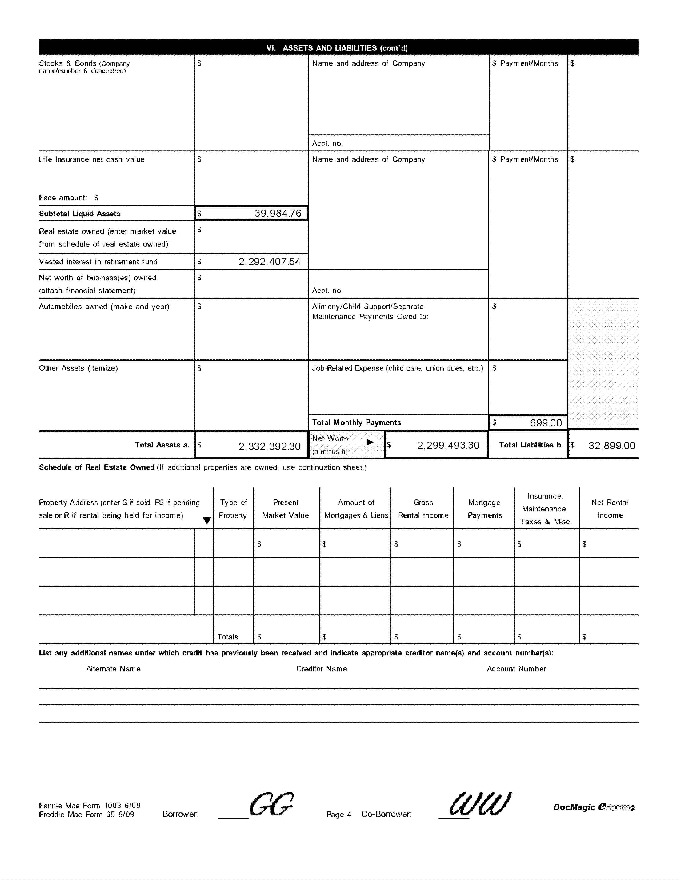 VI. ASSETS AND LIABILITIES (cont'd)
Stocks & Bonds (Company
name/number & description)
$
Name and address of Company
$ Payment/Months
$
Acct. no.
Life Insurance net cash value
$
Name and address of Company
$ Payment/Months
$
Face amount: $
Subtotal Liquid Assets
$ 39,984.76
Real estate owned (enter market value
from schedule of real estate owned)
$
Vested interest in retirement fund
$ 2,292,407.54
Net worth of business(es) owned
(attach financial statement)
$
Acct. no.
Automobiles owned (make and year)
$
Alimony/Child Support/Separate
Maintenance Payments Owed to:
$
Other Assets (itemize)
$
Job-Related Expense (child care, union dues, etc.)
$
Total Monthly Payments
$ 699.00
Total Assets a.
$ 2,332,392.30
Net Worth
(a minus b)
$ 2,299,493.30
Total Liabilities b.
$ 32,899.00
Schedule of Real Estate Owned (If additional properties are owned, use continuation sheet.)
Property Address (enter S if sold, PS if pending
sale or R if rental being held for income)
Type of
Property
Present
Market Value
Amount of
Mortgages & Liens
Gross
Rental Income
Mortgage
Payments
Insurance,
Maintenance,
Taxes & Misc.
Net Rental
Income
$ $ $ $ $ $
Totals $ $ $ $ $ $
List any additional names under which credit has previously been received and indicate appropriate creditor name(s) and account number(s):
Alternate Name Creditor Name Account Number
Fannie Mae Form 1003 6/09
Freddie Mac Form 65 6/09
Borrower: GG
Page 4
Co-Borrower: WW
DocMagic